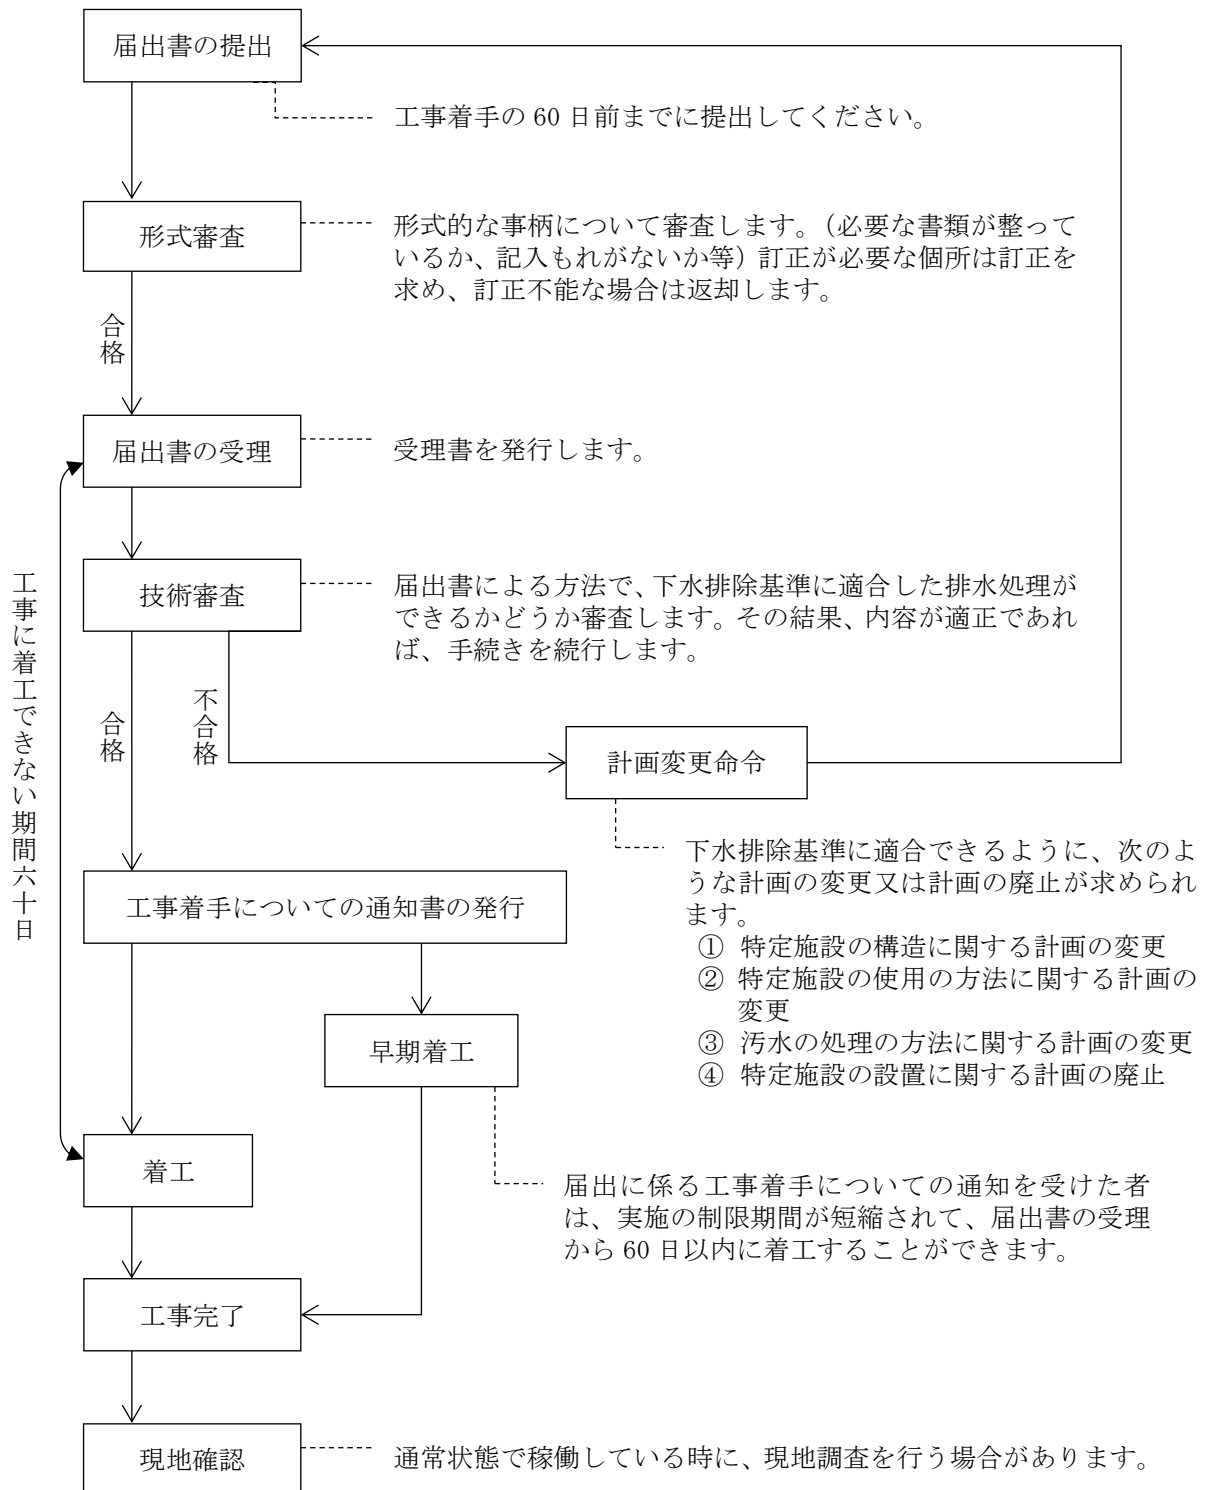 届出書の提出
工事着手の 60 日前までに提出してください。
形式審査
形式的な事柄について審査します。（必要な書類が整って
いるか、記入もれがないか等）訂正が必要な個所は訂正を
求め、訂正不能な場合は返却します。
合格
届出書の受理
受理書を発行します。
工事に着工できない期間六十日
技術審査
届出書による方法で、下水排除基準に適合した排水処理が
できるかどうか審査します。その結果、内容が適正であれ
ば、手続きを続行します。
合格
不合格
計画変更命令
下水排除基準に適合できるように、次のよ
うな計画の変更又は計画の廃止が求められ
ます。
① 特定施設の構造に関する計画の変更
② 特定施設の使用の方法に関する計画の
変更
③ 汚水の処理の方法に関する計画の変更
④ 特定施設の設置に関する計画の廃止
工事着手についての通知書の発行
早期着工
届出に係る工事着手についての通知を受けた者
は、実施の制限期間が短縮されて、届出書の受理
から 60 日以内に着工することができます。
着工
工事完了
現地確認
通常状態で稼働している時に、現地調査を行う場合があります。